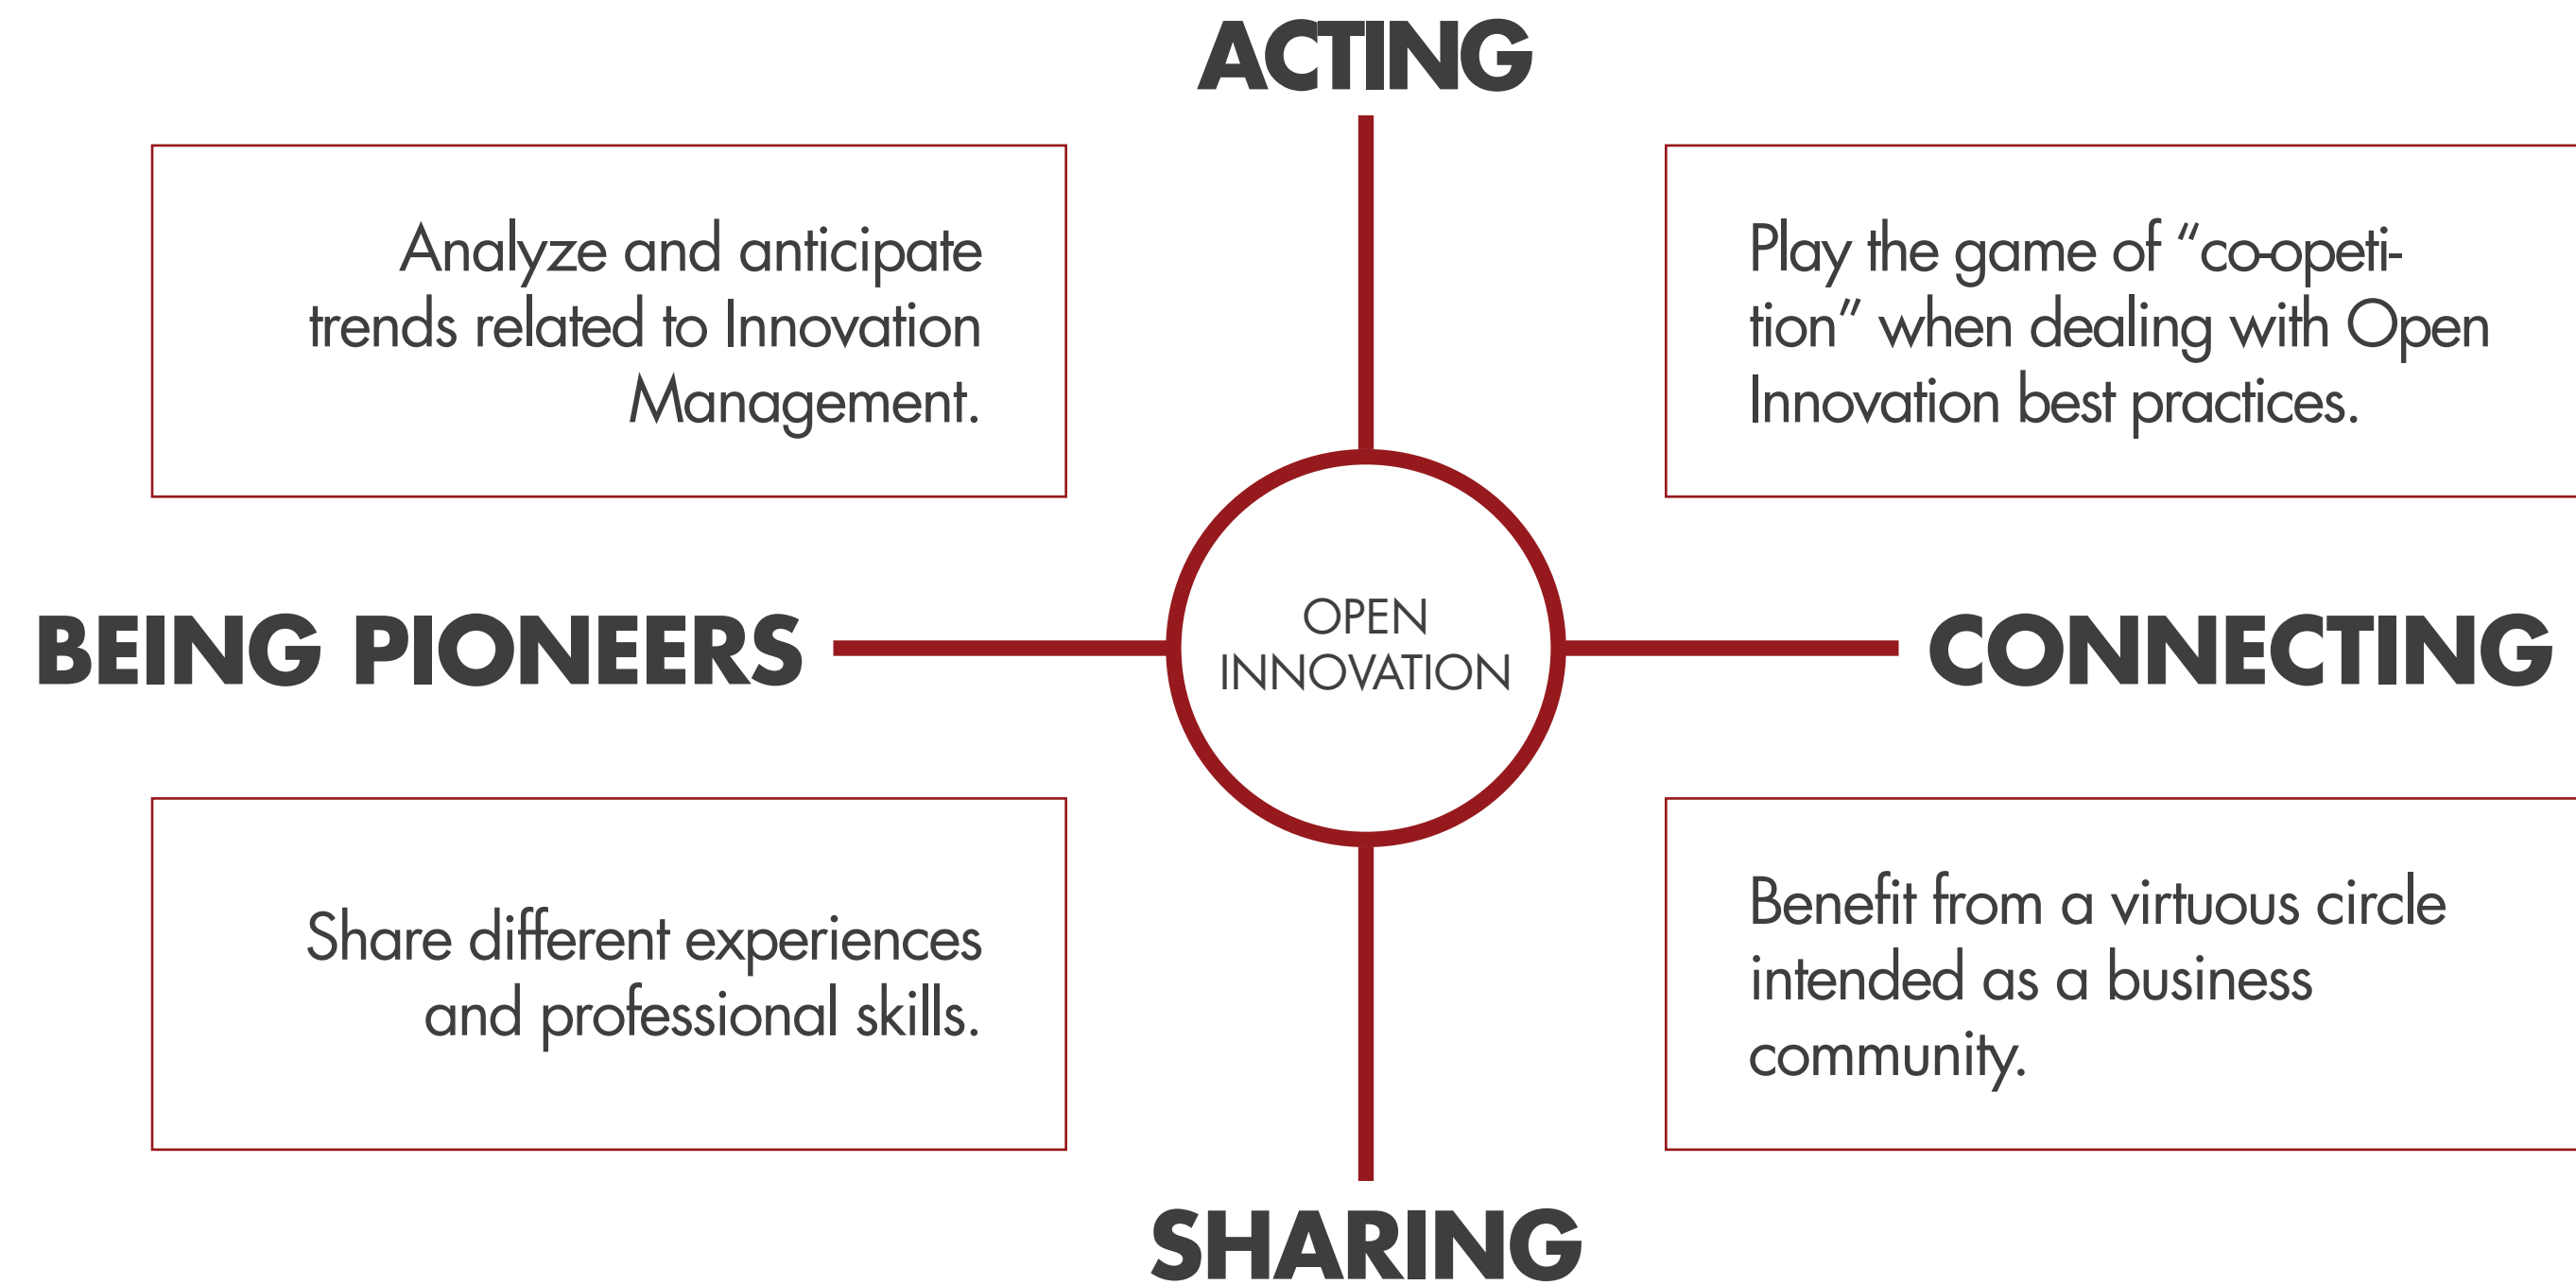 ACTING
Analyze and anticipate
trends related to Innovation
Management.
Play the game of “co-opeti-
tion” when dealing with Open
Innovation best practices.
BEING PIONEERS
OPEN
INNOVATION
CONNECTING
Share different experiences
and professional skills.
Benefit from a virtuous circle
intended as a business
community.
SHARING